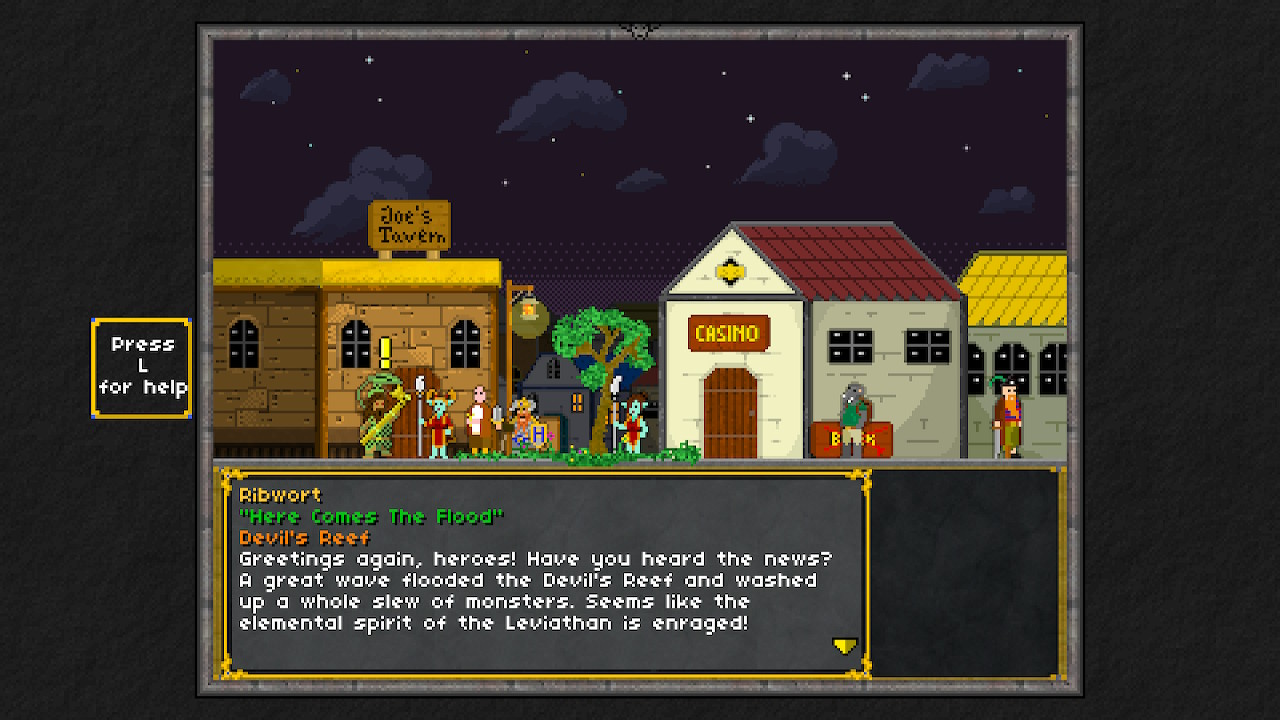 Joe's
Tavern
CASINO
Press
L
for help
!
H
Ribwort
"Here Comes The Flood"
Devil's Reef
Greetings again, heroes! Have you heard the news?
A great wave flooded the Devil's Reef and washed
up a whole slew of monsters. Seems like the
elemental spirit of the Leviathan is enraged!